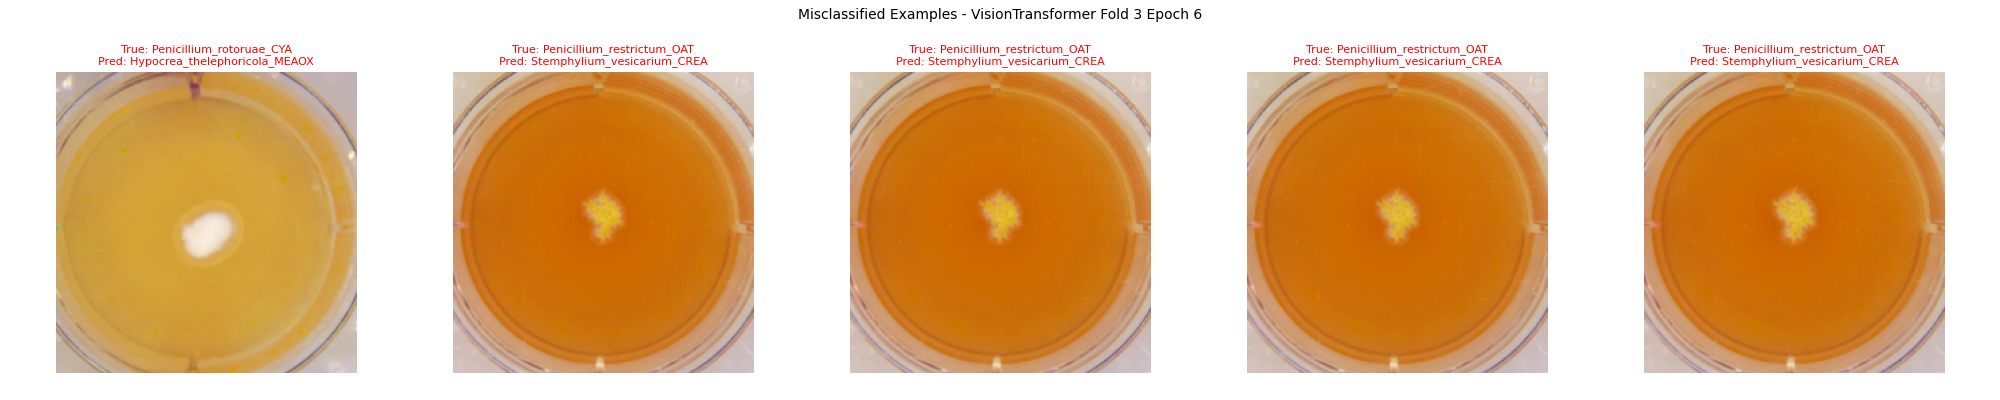 Misclassified Examples - VisionTransformer Fold 3 Epoch 6
True: Penicillium_rotoruae_CYA
Pred: Hypocrea_thelephoricola_MEAOX
True: Penicillium_restrictum_OAT
Pred: Stemphylium_vesicarium_CREA
True: Penicillium_restrictum_OAT
Pred: Stemphylium_vesicarium_CREA
True: Penicillium_restrictum_OAT
Pred: Stemphylium_vesicarium_CREA
True: Penicillium_restrictum_OAT
Pred: Stemphylium_vesicarium_CREA